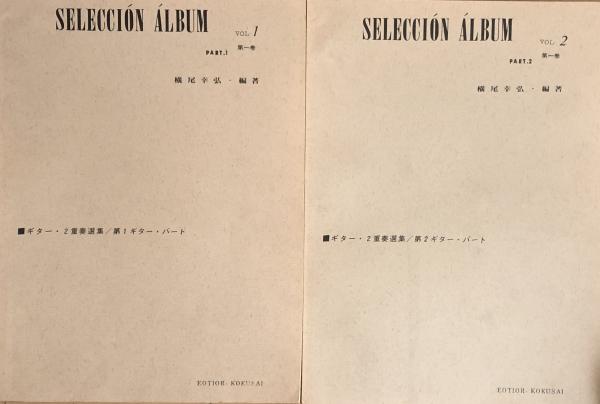 SELECCIÓN ÁLBUM
VOL 1
PART.1 第一巻
横尾幸弘・編著
■ギター・2重奏選集／第1ギター・パート
EOTIOR-KOKUSAI
SELECCIÓN ÁLBUM
VOL 2
PART.2 第一巻
横尾幸弘・編著
■ギター・2重奏選集／第2ギター・パート
EOTIOR-KOKUSAI